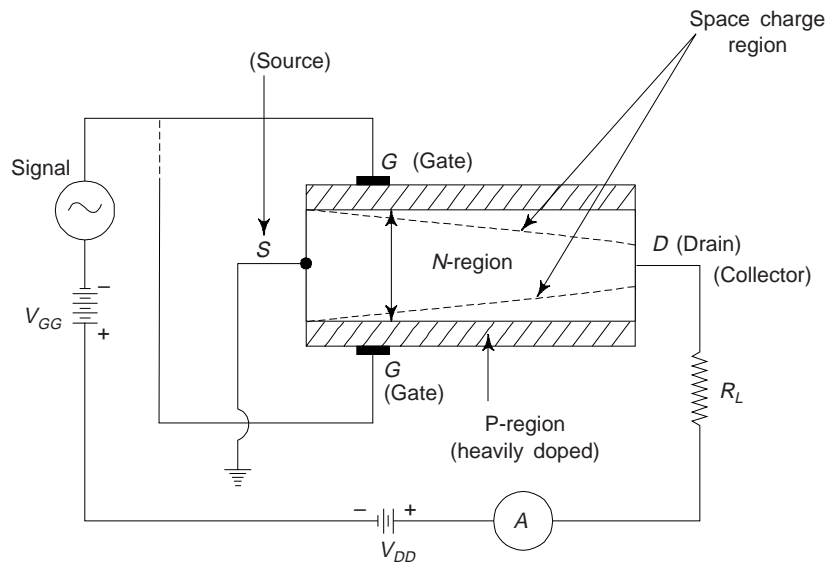 Space charge
region
(Source)
G (Gate)
Signal
S
N-region
D (Drain)
(Collector)
−
V_GG
+
G
(Gate)
R_L
P-region
(heavily doped)
− +
A
V_DD